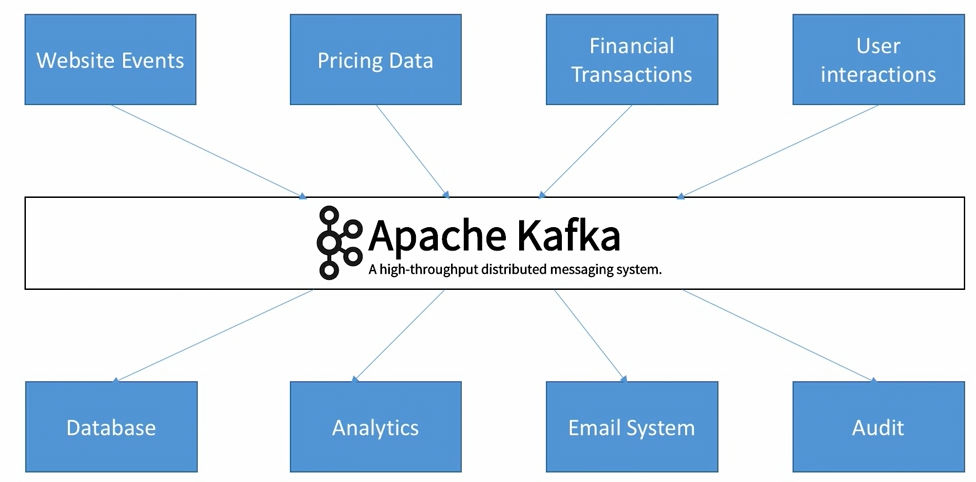 Website Events
Pricing Data
Financial
Transactions
User
interactions
Apache Kafka
A high-throughput distributed messaging system.
Database
Analytics
Email System
Audit